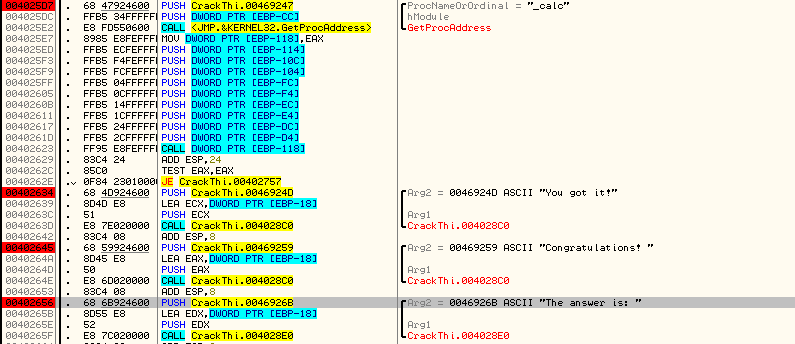 004025D7 . 68 47924600 PUSH CrackThi.00469247 ProcNameOrOrdinal = "_calc"
004025DC . FFB5 34FFFFFF PUSH DWORD PTR [EBP-CC] hModule
004025E2 . E8 FD550600 CALL <JMP.&KERNEL32.GetProcAddress> GetProcAddress
004025E7 . 8985 E8FEFFFF MOV DWORD PTR [EBP-118],EAX
004025ED . FFB5 ECFEFFFF PUSH DWORD PTR [EBP-114]
004025F3 . FFB5 F4FEFFFF PUSH DWORD PTR [EBP-10C]
004025F9 . FFB5 FCFEFFFF PUSH DWORD PTR [EBP-104]
004025FF . FFB5 04FFFFFF PUSH DWORD PTR [EBP-FC]
00402605 . FFB5 0CFFFFFF PUSH DWORD PTR [EBP-F4]
0040260B . FFB5 14FFFFFF PUSH DWORD PTR [EBP-EC]
00402611 . FFB5 1CFFFFFF PUSH DWORD PTR [EBP-E4]
00402617 . FFB5 24FFFFFF PUSH DWORD PTR [EBP-DC]
0040261D . FFB5 2CFFFFFF PUSH DWORD PTR [EBP-D4]
00402623 . FF95 E8FEFFFF CALL DWORD PTR [EBP-118]
00402629 . 83C4 24 ADD ESP,24
0040262C . 85C0 TEST EAX,EAX
0040262E . 0F84 23010000 JE CrackThi.00402757
00402634 . 68 4D924600 PUSH CrackThi.0046924D Arg2 = 0046924D ASCII "You got it!"
00402639 . 8D4D E8 LEA ECX,DWORD PTR [EBP-18]
0040263C . 51 PUSH ECX Arg1
0040263D . E8 7E020000 CALL CrackThi.004028C0 CrackThi.004028C0
00402642 . 83C4 08 ADD ESP,8
00402645 . 68 59924600 PUSH CrackThi.00469259 Arg2 = 00469259 ASCII "Congratulations! "
0040264A . 8D45 E8 LEA EAX,DWORD PTR [EBP-18]
0040264D . 50 PUSH EAX Arg1
0040264E . E8 6D020000 CALL CrackThi.004028C0 CrackThi.004028C0
00402653 . 83C4 08 ADD ESP,8
00402656 . 68 6B924600 PUSH CrackThi.0046926B Arg2 = 0046926B ASCII "The answer is: "
0040265B . 8D55 E8 LEA EDX,DWORD PTR [EBP-18]
0040265E . 52 PUSH EDX Arg1
0040265F . E8 7C020000 CALL CrackThi.004028E0 CrackThi.004028E0